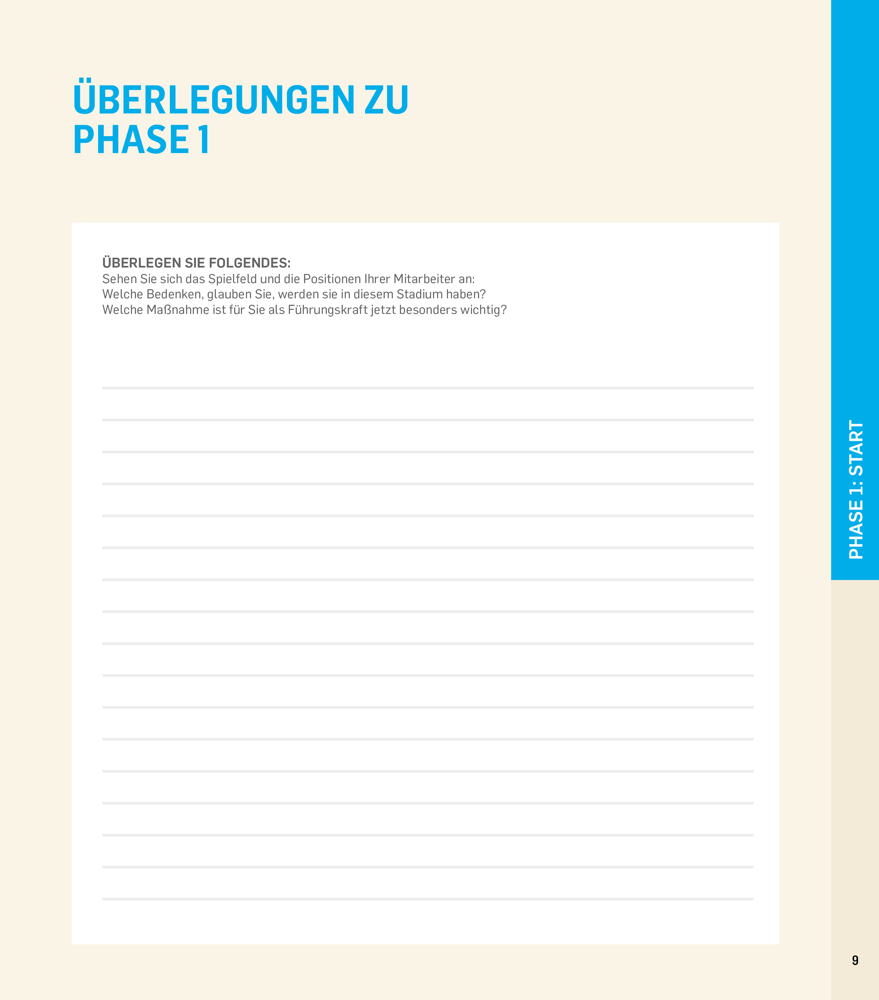 ÜBERLEGUNGEN ZU
PHASE 1
ÜBERLEGEN SIE FOLGENDES:
Sehen Sie sich das Spielfeld und die Positionen Ihrer Mitarbeiter an:
Welche Bedenken, glauben Sie, werden sie in diesem Stadium haben?
Welche Maßnahme ist für Sie als Führungskraft jetzt besonders wichtig?
PHASE 1: START
9